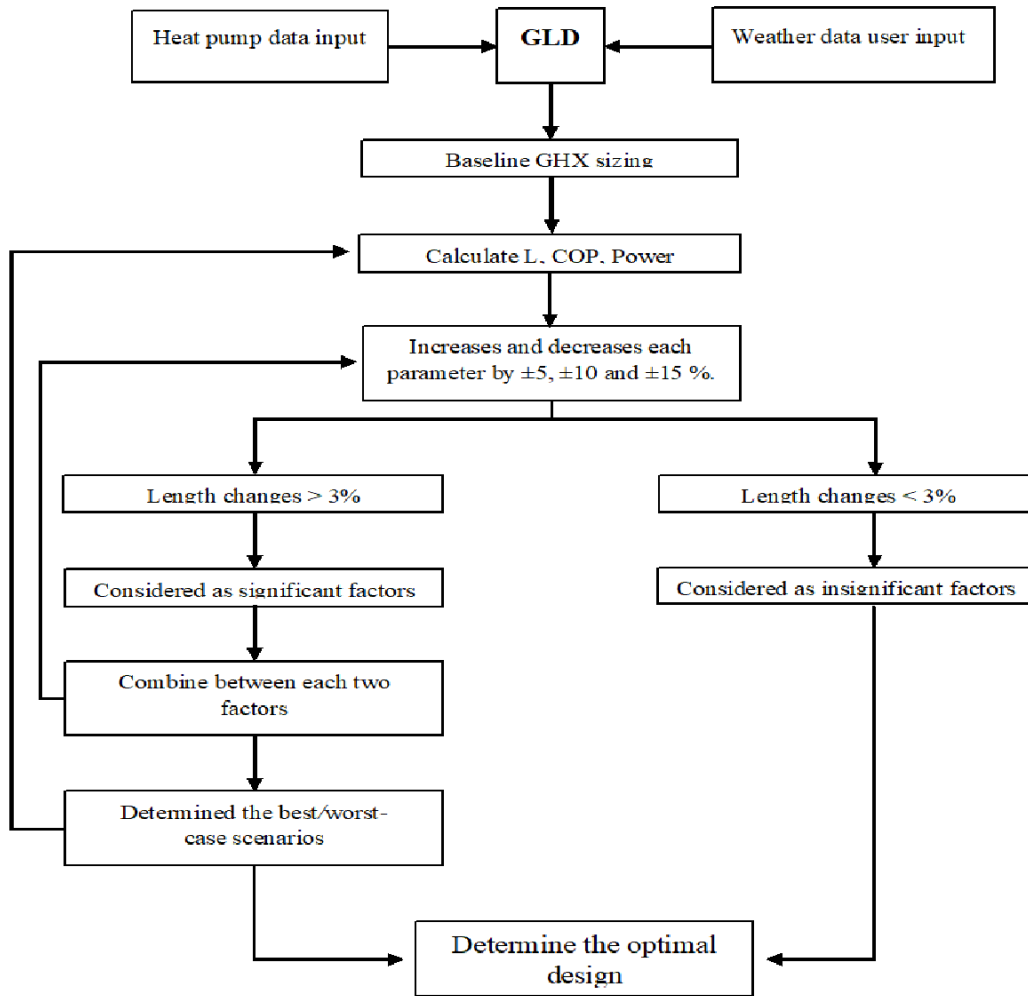 Heat pump data input
GLD
Weather data user input
Baseline GHX sizing
Calculate L, COP, Power
Increases and decreases each
parameter by ±5, ±10 and ±15 %.
Length changes > 3%
Length changes < 3%
Considered as significant factors
Considered as insignificant factors
Combine between each two
factors
Determined the best/worst-
case scenarios
Determine the optimal
design